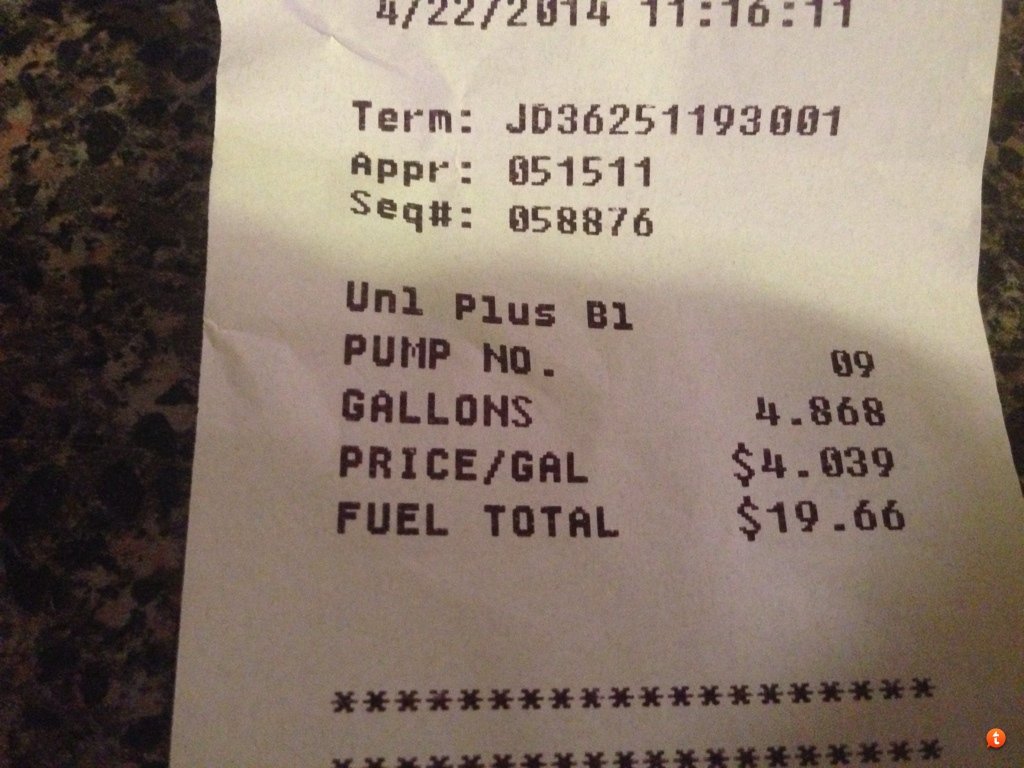 4/22/2014 11:16:11
Term: JD36251193001
Appr: 051511
Seq#: 058876
Unl Plus Bl
PUMP NO. 09
GALLONS 4.868
PRICE/GAL $4.039
FUEL TOTAL $19.66
********************
********************
t